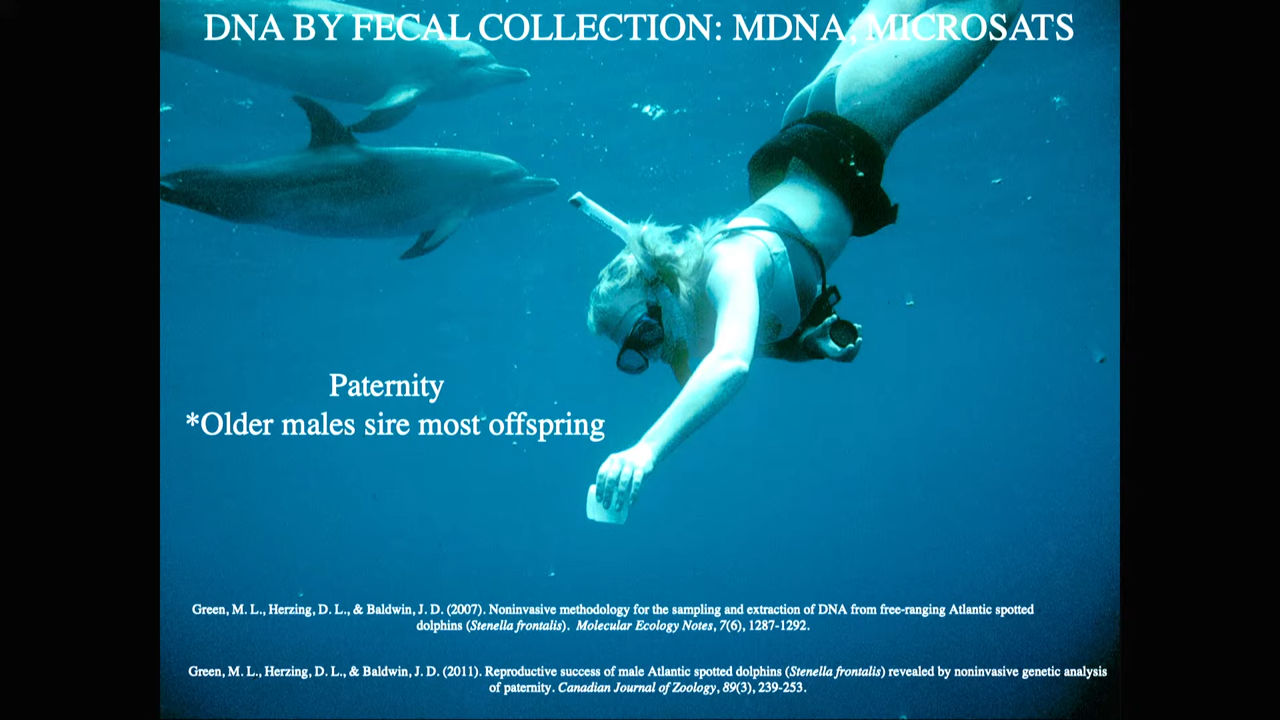 DNA BY FECAL COLLECTION: MDNA, MICROSATS
Paternity
*Older males sire most offspring
Green, M. L., Herzing, D. L., & Baldwin, J. D. (2007). Noninvasive methodology for the sampling and extraction of DNA from free-ranging Atlantic spotted
dolphins (Stenella frontalis). Molecular Ecology Notes, 7(6), 1287-1292.
Green, M. L., Herzing, D. L., & Baldwin, J. D. (2011). Reproductive success of male Atlantic spotted dolphins (Stenella frontalis) revealed by noninvasive genetic analysis
of paternity. Canadian Journal of Zoology, 89(3), 239-253.